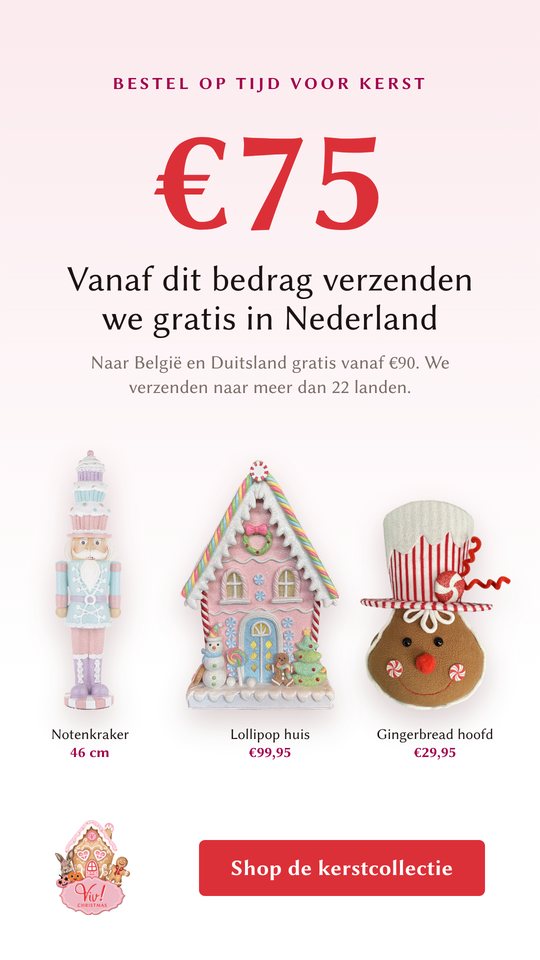 BESTEL OP TIJD VOOR KERST
€75
Vanaf dit bedrag verzenden
we gratis in Nederland
Naar België en Duitsland gratis vanaf €90. We
verzenden naar meer dan 22 landen.
Notenkraker
46 cm
Lollipop huis
€99,95
Gingerbread hoofd
€29,95
Viv!
CHRISTMAS
Shop de kerstcollectie